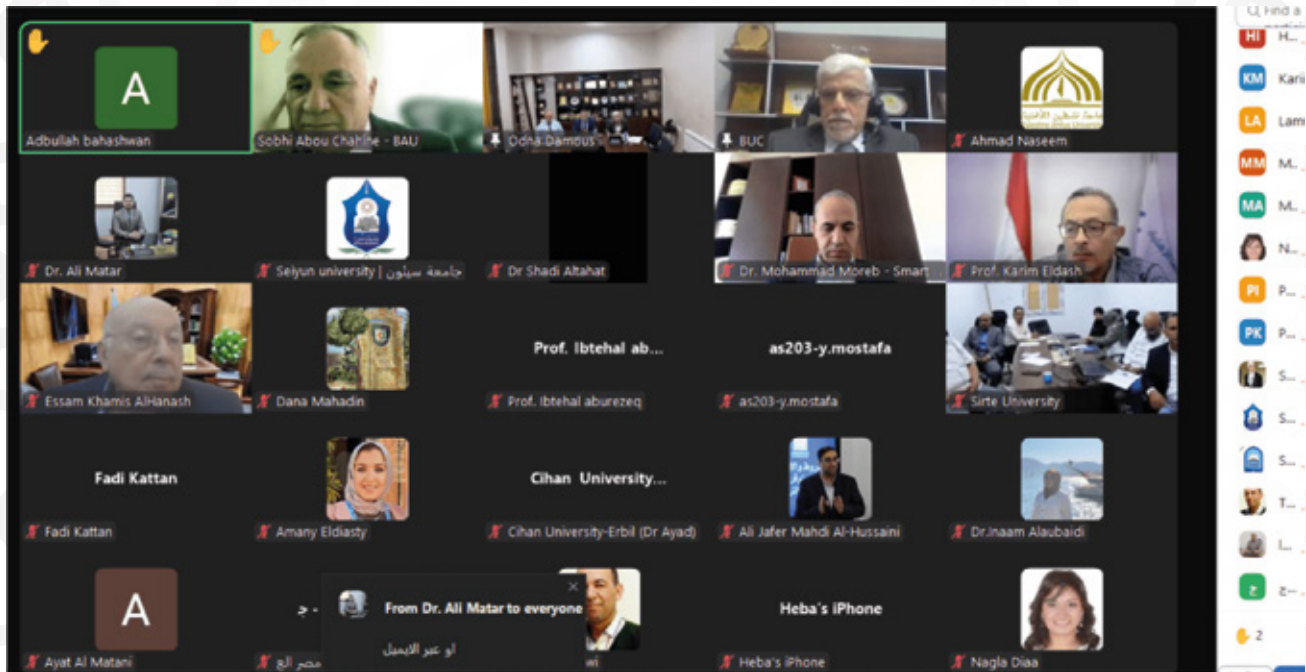 A
Adbullah bahashwan
Sobhi Abou Chahine - BAU
Odna Damous
BUC
Ahmad Naseem
Dr. Ali Matar
Seiyun university | جامعة سيئون
Dr Shadi Altahat
Dr. Mohammad Moreb - Smart
Prof. Karim Eldash
Essam Khamis AlHanash
Dana Mahadin
Prof. Ibtehal ab...
Prof. Ibtehal aburezeq
as203-y.mostafa
as203-y.mostafa
Sirte University
Fadi Kattan
Fadi Kattan
Amany Eldiasty
Cihan University...
Cihan University-Erbil (Dr Ayad)
Ali Jafer Mahdi Al-Hussaini
Dr.Inaam Alaubaidi
A
Ayat Al Matani
From Dr. Ali Matar to everyone
او عبر الايميل
Heba's iPhone
Heba's iPhone
Nagla Diaa
Find a
HI H...
KM
LA
MM M...
MA M...
N...
PI P...
PK P...
S...
S...
S...
T...
2